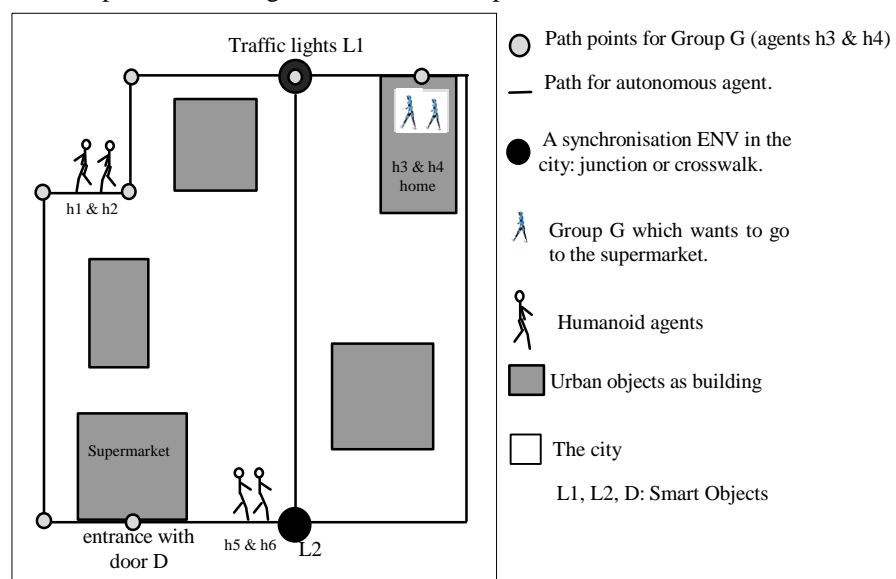 Traffic lights L1
h3 & h4
home
h1 & h2
Supermarket
entrance with
door D
h5 & h6
L2
Path points for Group G (agents h3 & h4)
Path for autonomous agent.
A synchronisation ENV in the
city: junction or crosswalk.
Group G which wants to go
to the supermarket.
Humanoid agents
Urban objects as building
The city
L1, L2, D: Smart Objects